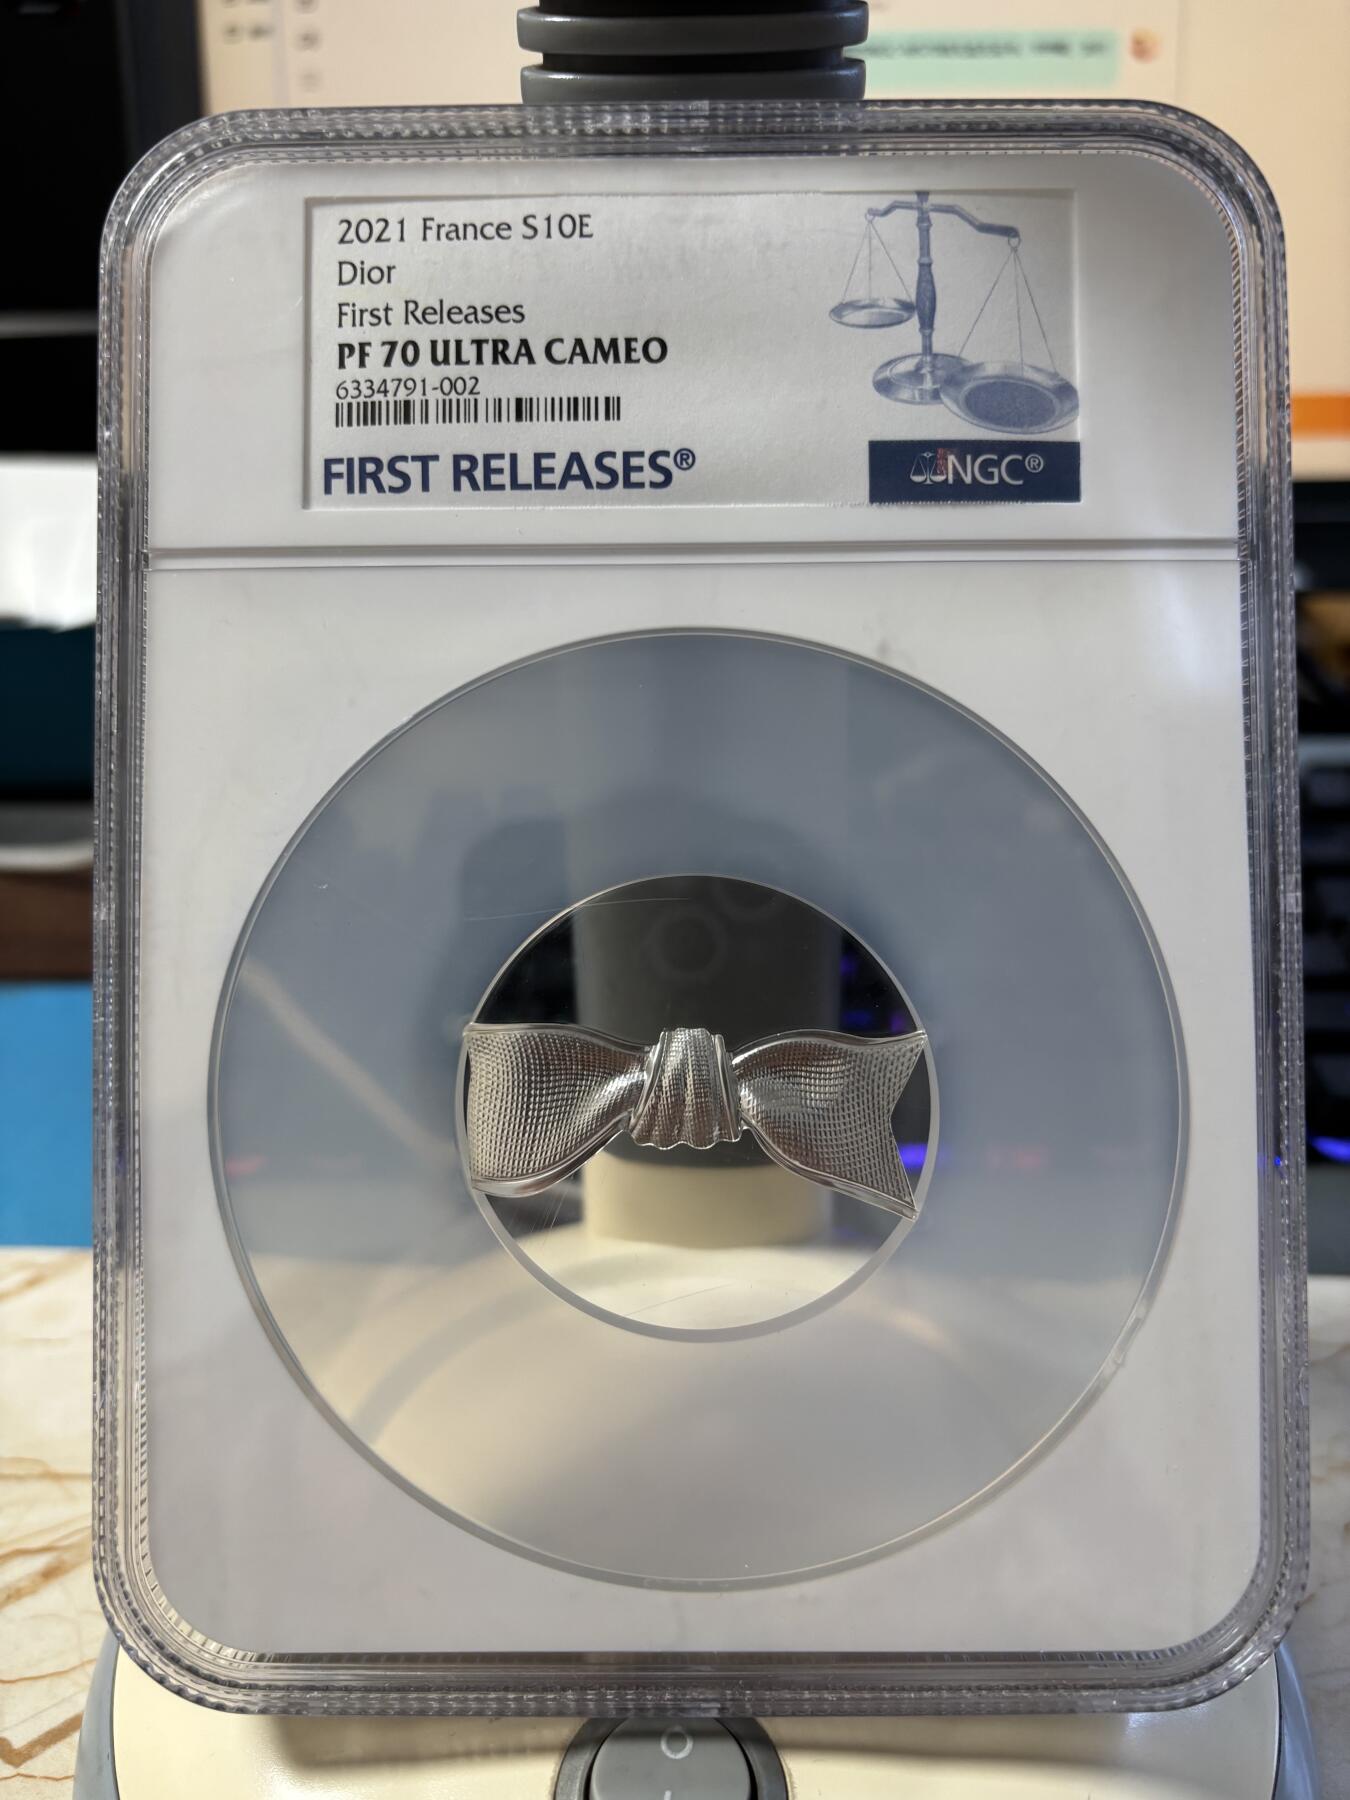 2021 France S10E
Dior
First Releases
PF 70 ULTRA CAMEO
6334791-002
FIRST RELEASES®
NGC®